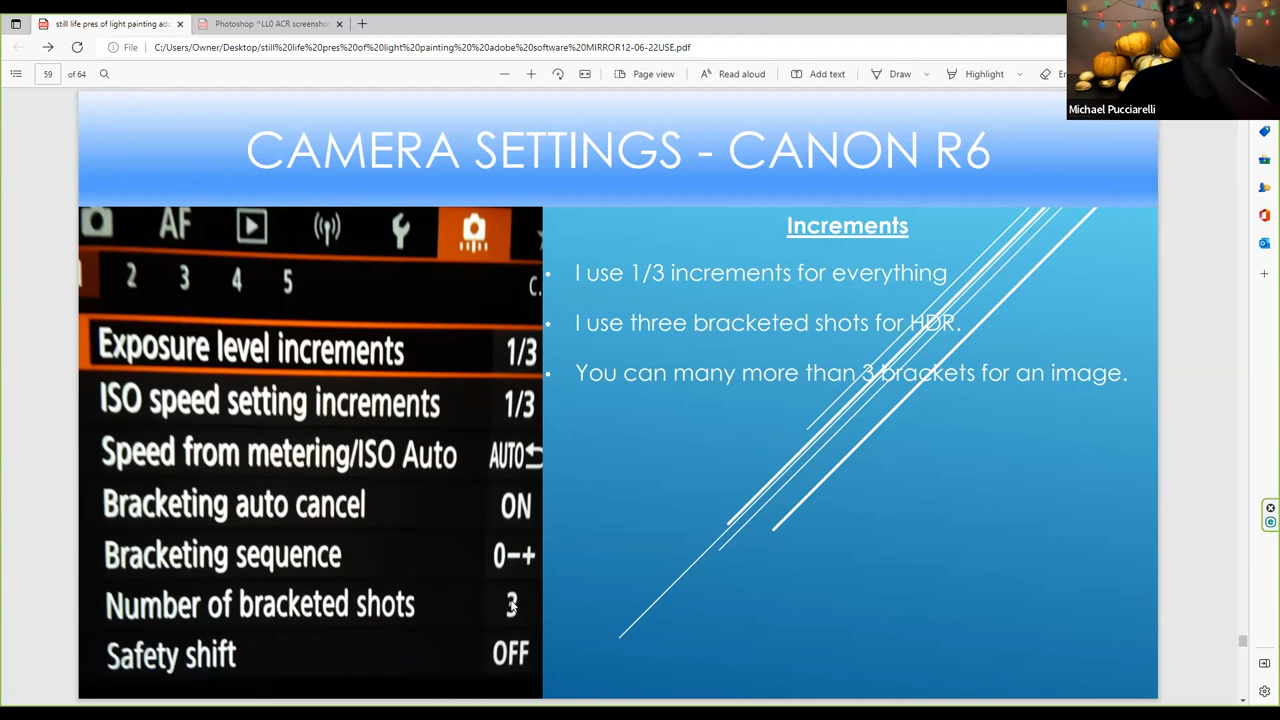 still life pres of light painting ado
Photoshop ^LL0 ACR screenshot
File
C:/Users/Owner/Desktop/still%20life%20pres%20of%20light%20painting%20%20adobe%20software%20MIRROR12-06-22USE.pdf
59 of 64
Page view
Read aloud
Add text
Draw
Highlight
Michael Pucciarelli
CAMERA SETTINGS - CANON R6
AF
2 3 4 5
Exposure level increments 1/3
ISO speed setting increments 1/3
Speed from metering/ISO Auto AUTO
Bracketing auto cancel ON
Bracketing sequence 0−+
Number of bracketed shots 3
Safety shift OFF
Increments
• I use 1/3 increments for everything
• I use three bracketed shots for HDR.
• You can many more than 3 brackets for an image.